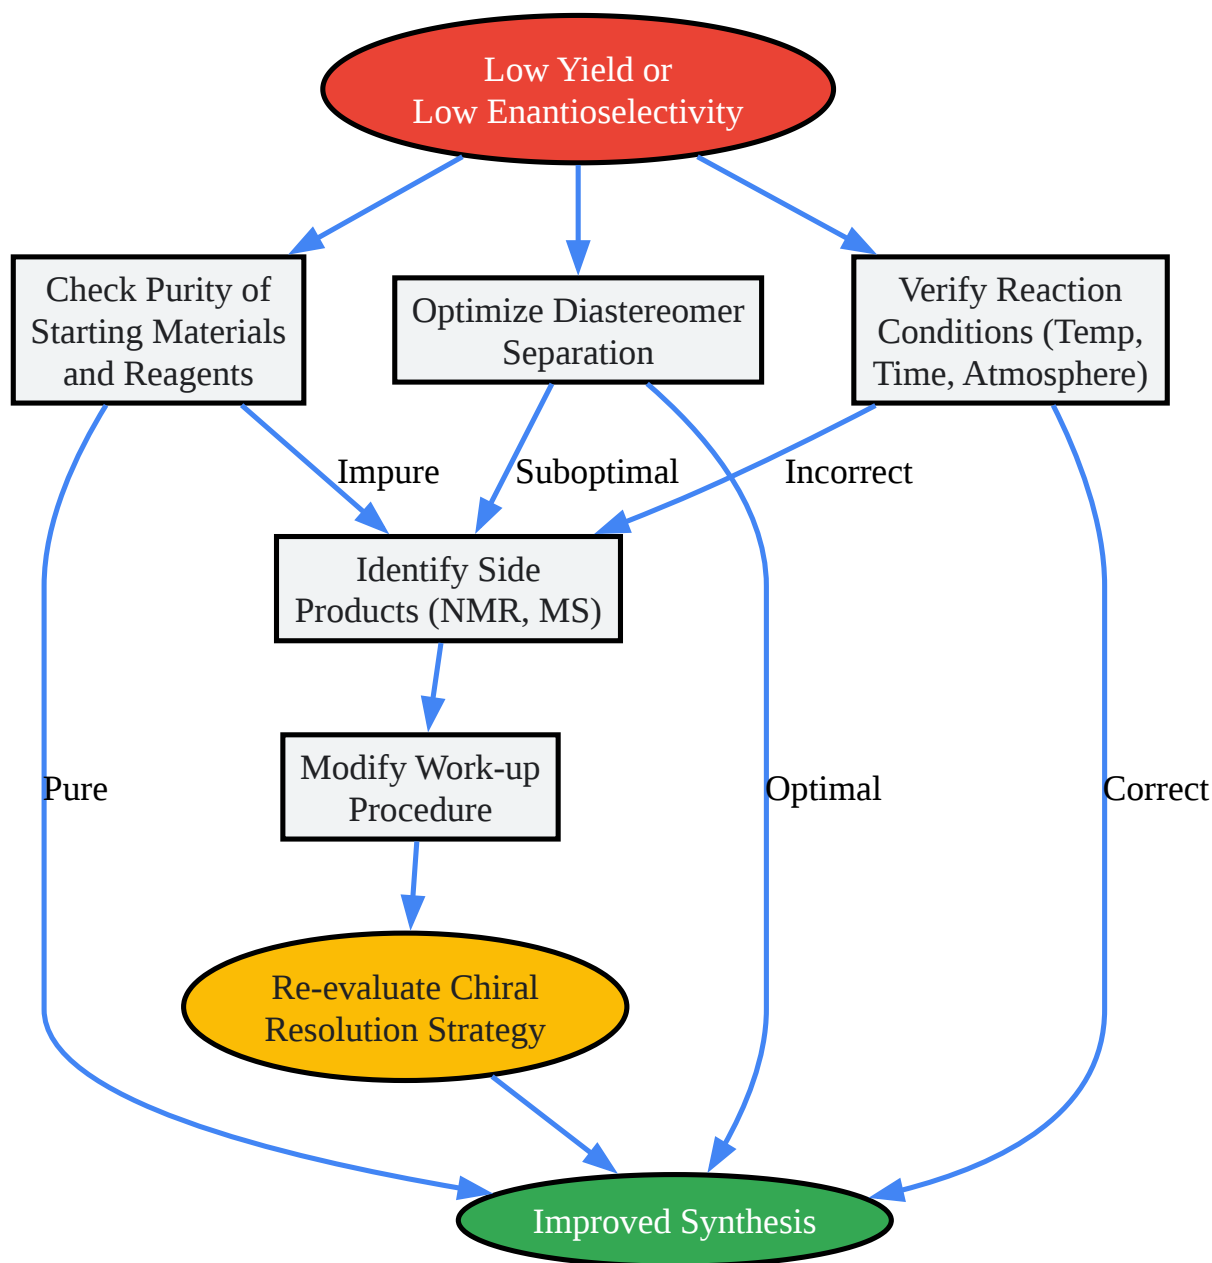 Low Yield or
Low Enantioselectivity
Check Purity of
Starting Materials
and Reagents
Optimize Diastereomer
Separation
Verify Reaction
Conditions (Temp,
Time, Atmosphere)
Impure
Suboptimal
Incorrect
Identify Side
Products (NMR, MS)
Modify Work-up
Procedure
Pure
Optimal
Correct
Re-evaluate Chiral
Resolution Strategy
Improved Synthesis